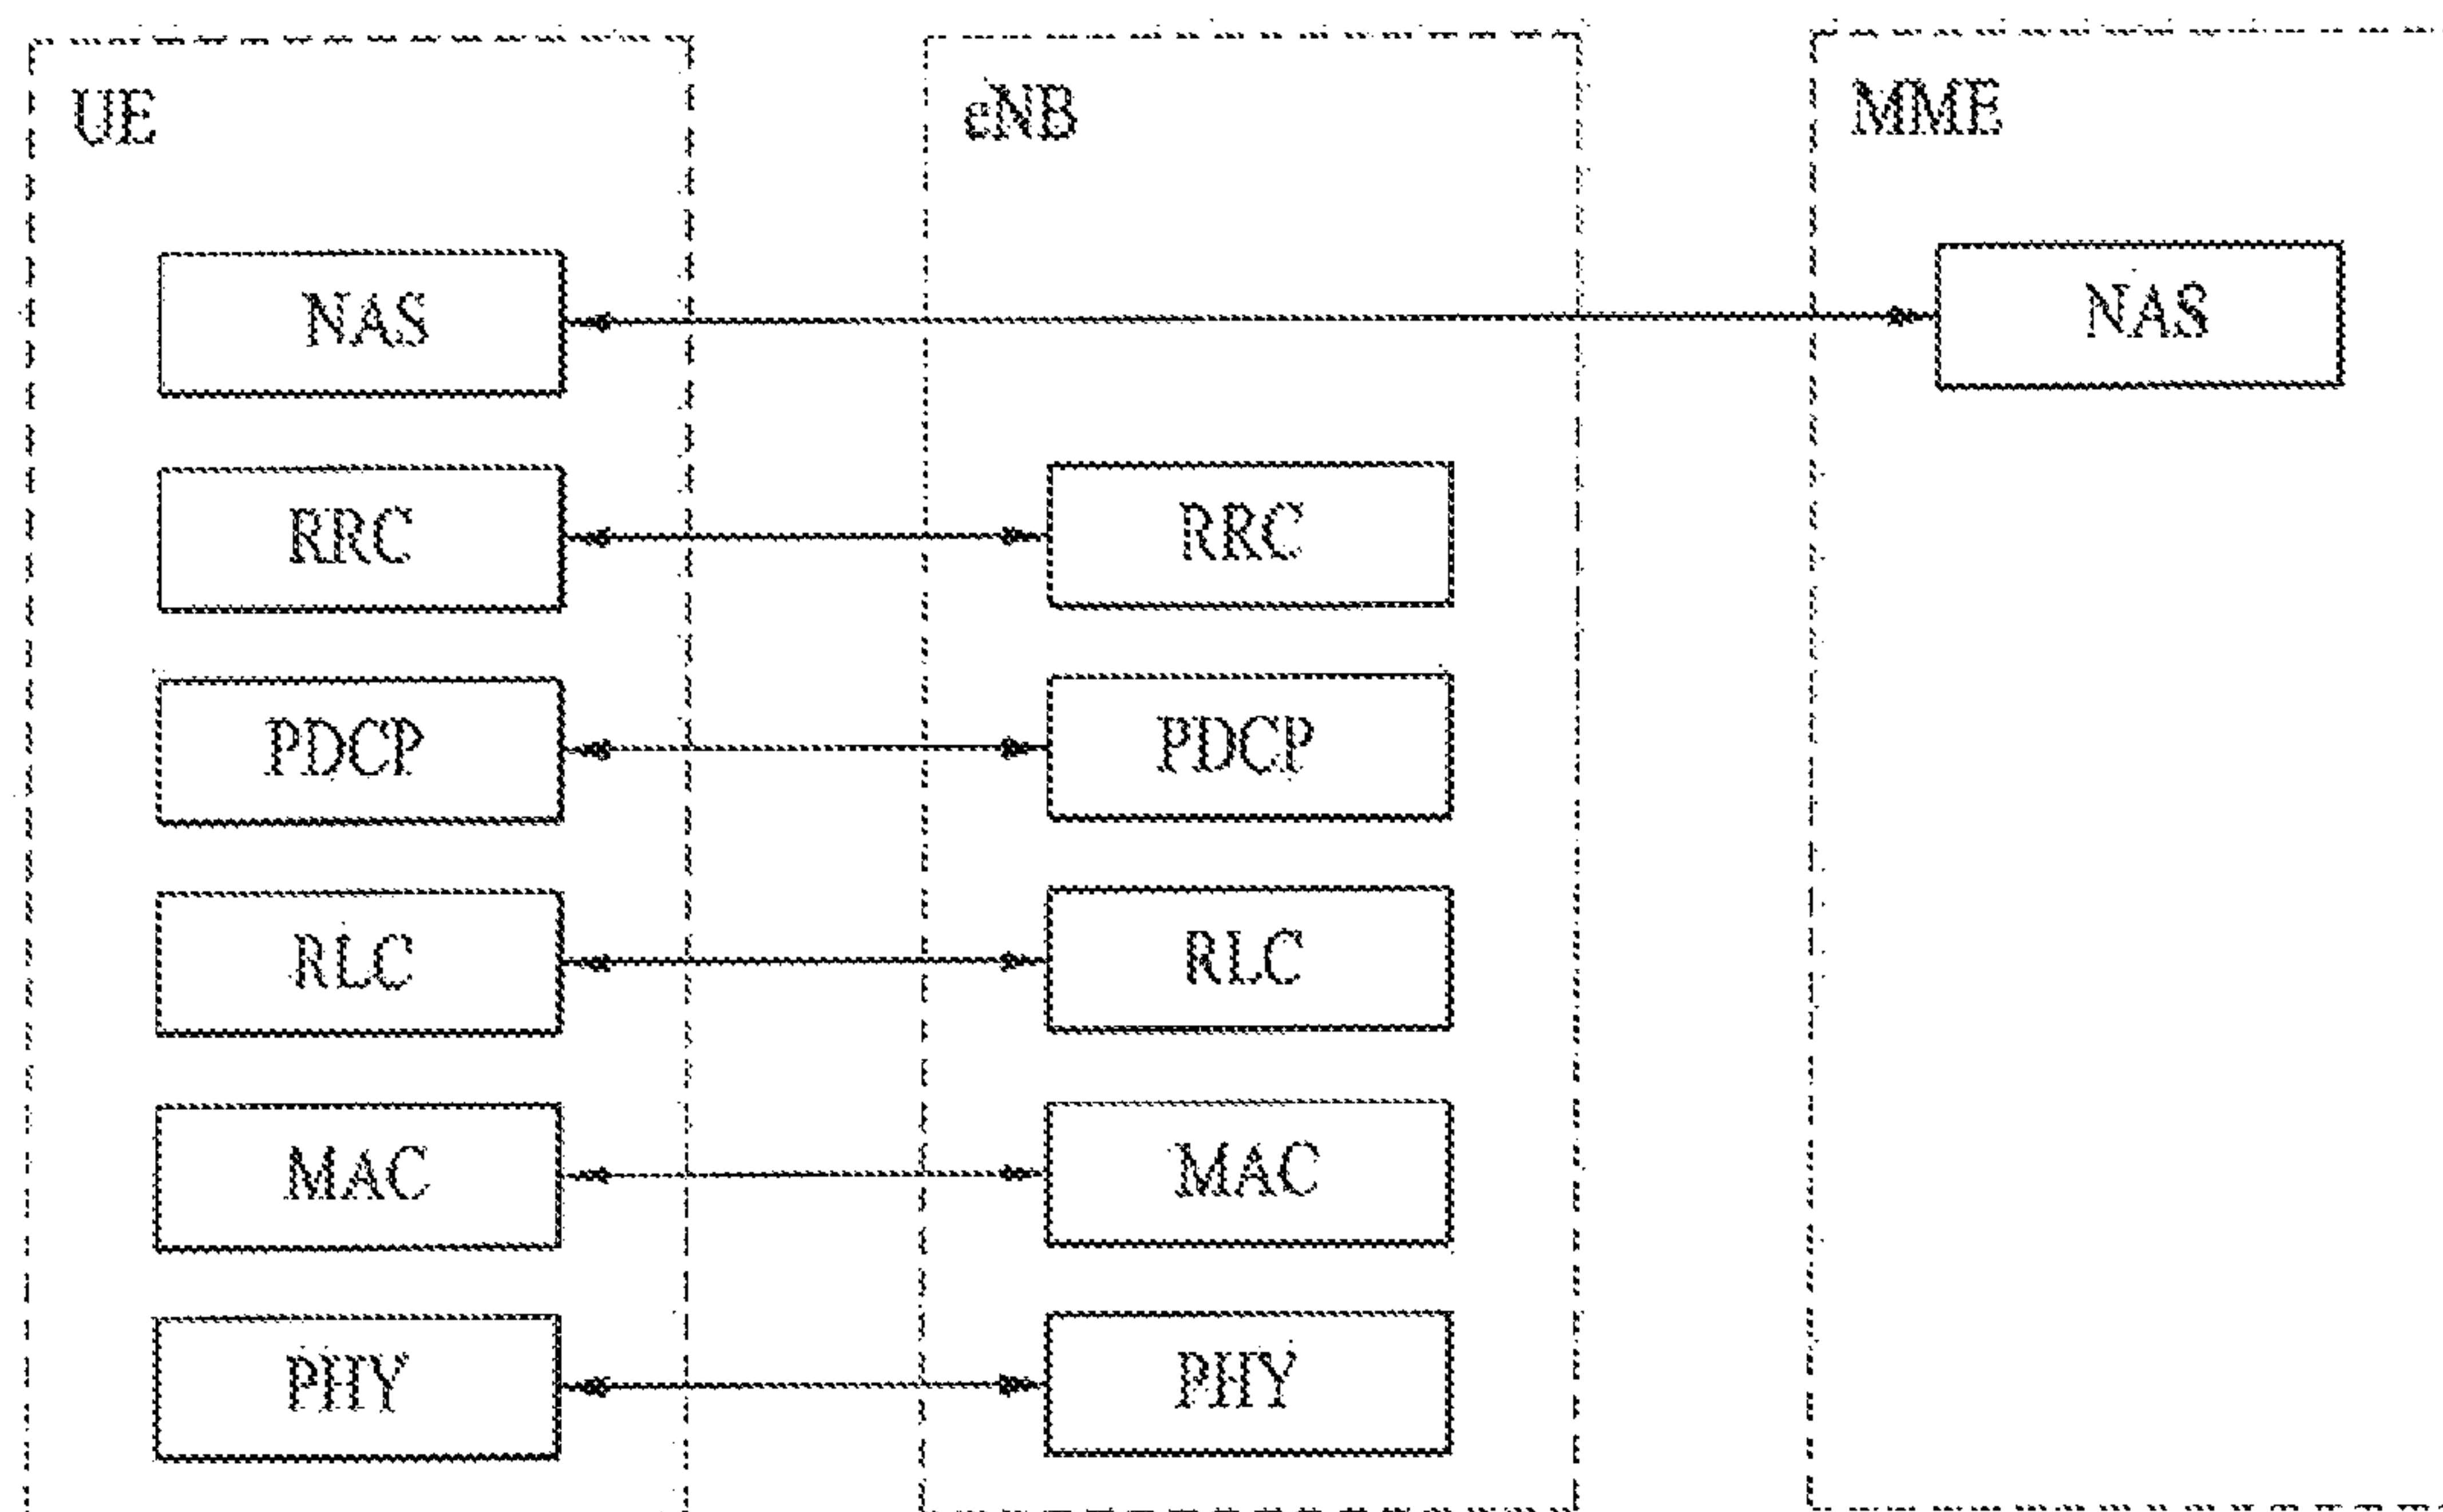 UE eNB MME
NAS NAS
RRC RRC
PDCP PDCP
RLC RLC
MAC MAC
PHY PHY